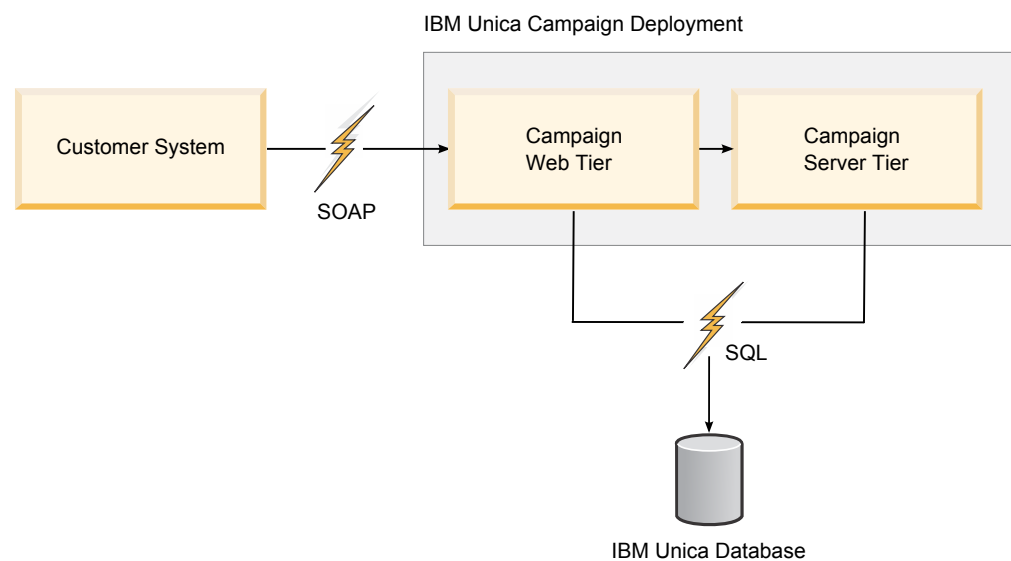 IBM Unica Campaign Deployment
Customer System
SOAP
Campaign
Web Tier
Campaign
Server Tier
SQL
IBM Unica Database